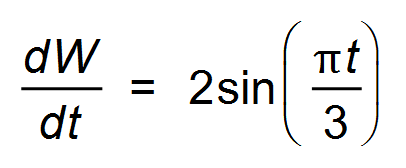 dW/dt = 2sin(πt/3)